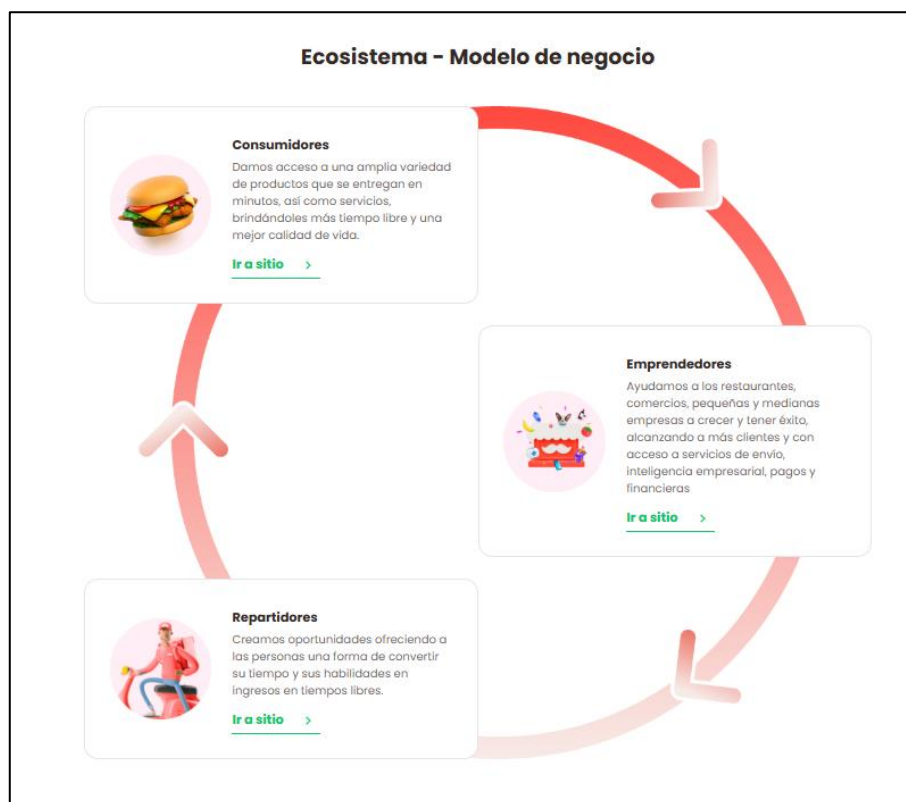 Ecosistema - Modelo de negocio
Consumidores
Damos acceso a una amplia variedad
de productos que se entregan en
minutos, así como servicios,
brindándoles más tiempo libre y una
mejor calidad de vida.
Ir a sitio >
Emprendedores
Ayudamos a los restaurantes,
comercios, pequeñas y medianas
empresas a crecer y tener éxito,
alcanzando a más clientes y con
acceso a servicios de envío,
inteligencia empresarial, pagos y
financieras
Ir a sitio >
Repartidores
Creamos oportunidades ofreciendo a
las personas una forma de convertir
su tiempo y sus habilidades en
ingresos en tiempos libres.
Ir a sitio >